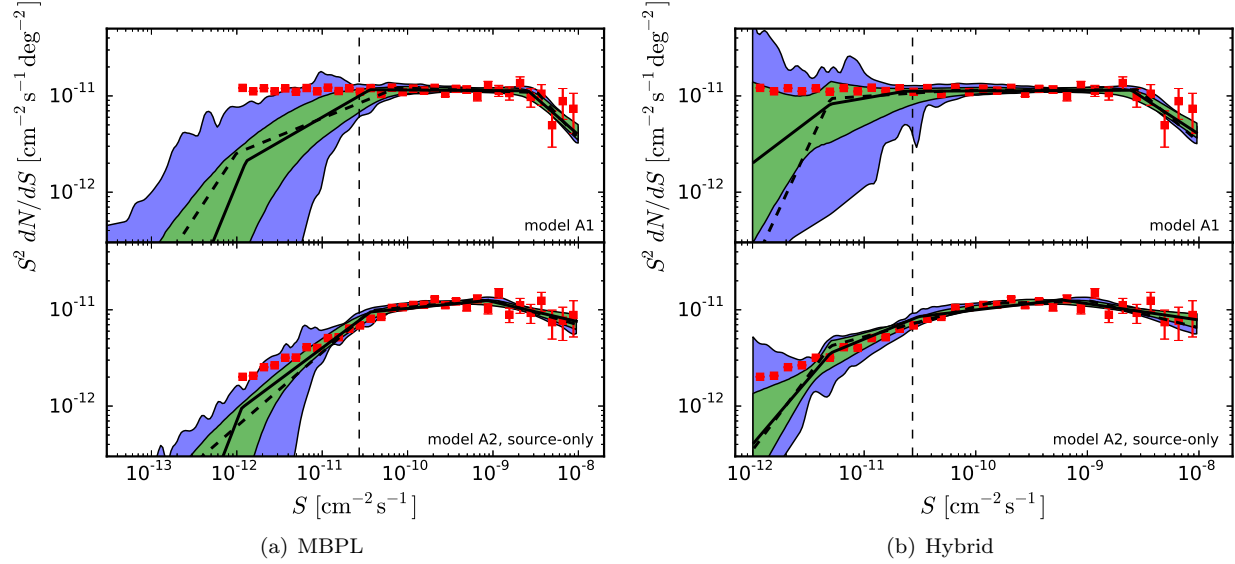 S² dN/dS [cm⁻² s⁻¹ deg⁻²]
10⁻¹¹
10⁻¹²
model A1
10⁻¹¹
10⁻¹²
model A2, source-only
10⁻¹³ 10⁻¹² 10⁻¹¹ 10⁻¹⁰ 10⁻⁹ 10⁻⁸
S [cm⁻² s⁻¹]
(a) MBPL
S² dN/dS [cm⁻² s⁻¹ deg⁻²]
10⁻¹¹
10⁻¹²
model A1
10⁻¹¹
10⁻¹²
model A2, source-only
10⁻¹² 10⁻¹¹ 10⁻¹⁰ 10⁻⁹ 10⁻⁸
S [cm⁻² s⁻¹]
(b) Hybrid